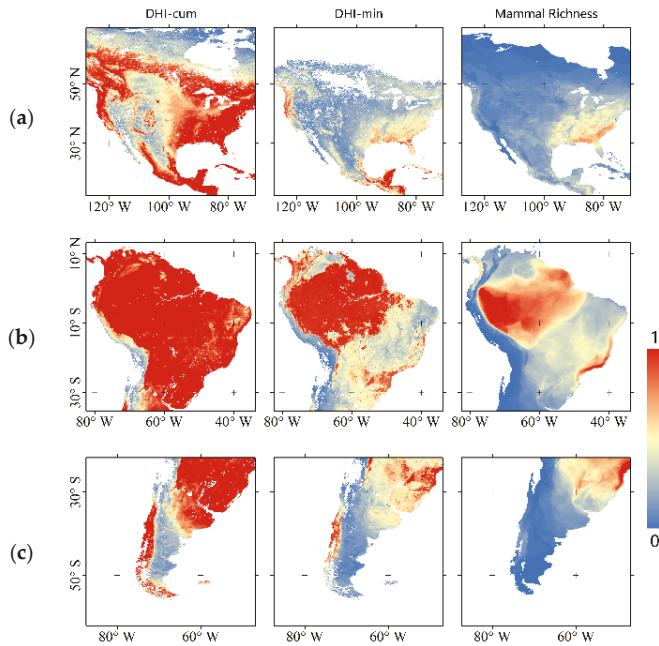 DHI-cum DHI-min Mammal Richness
(a)
50° N
30° N
120° W 100° W 80° W 120° W 100° W 80° W 120° W 100° W 80° W
(b)
10° N
10° S
30° S
80° W 60° W 40° W 80° W 60° W 40° W 80° W 60° W 40° W
1
0
(c)
30° S
50° S
80° W 60° W 80° W 60° W 80° W 60° W